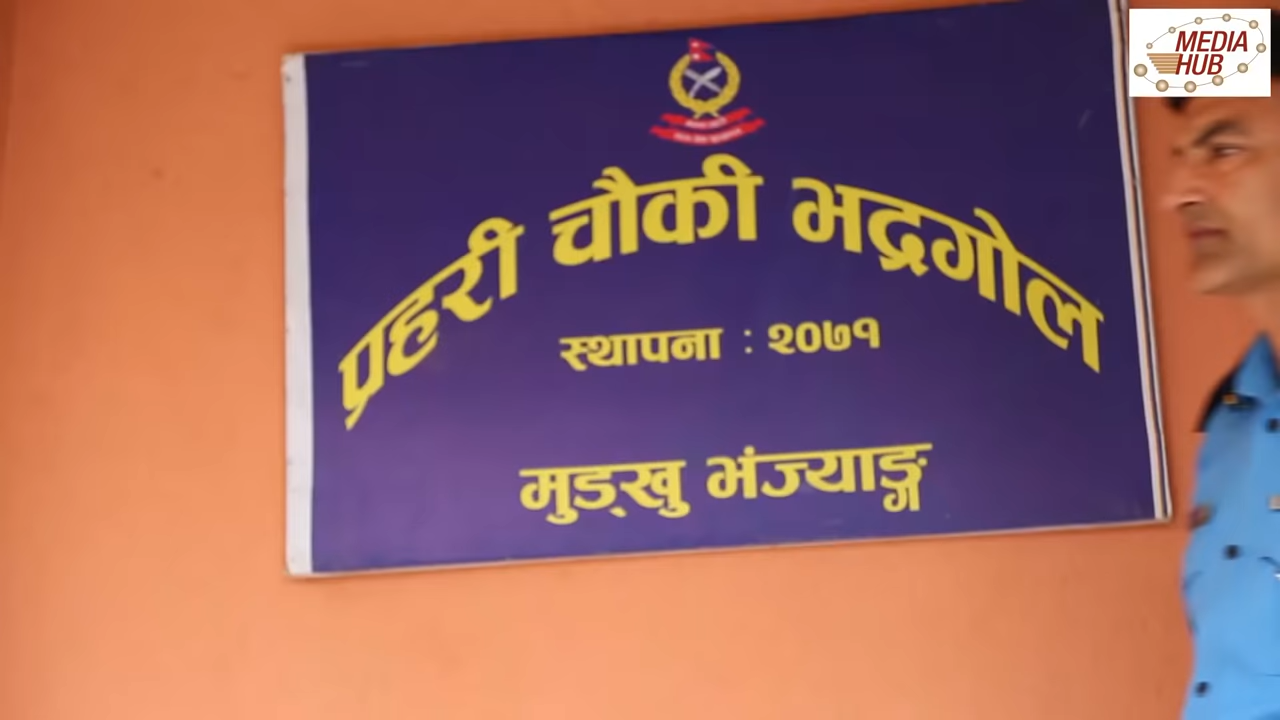 MEDIA
HUB
प्रहरी चौकी भद्रगोल
स्थापना : २०७१
मुड्खु भंज्याङ्ग